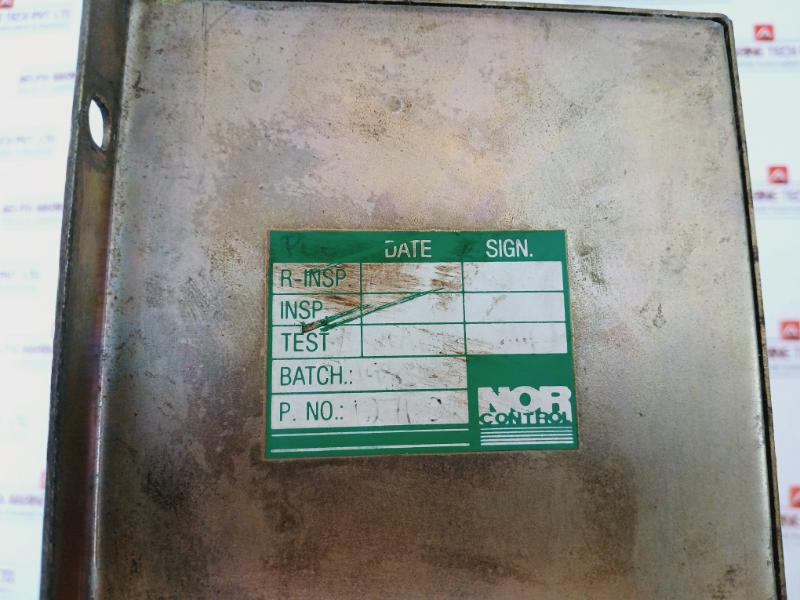 DATE SIGN.
R-INSP.
INSP.
TEST
BATCH.:
P. NO.:
NOR
CONTROL